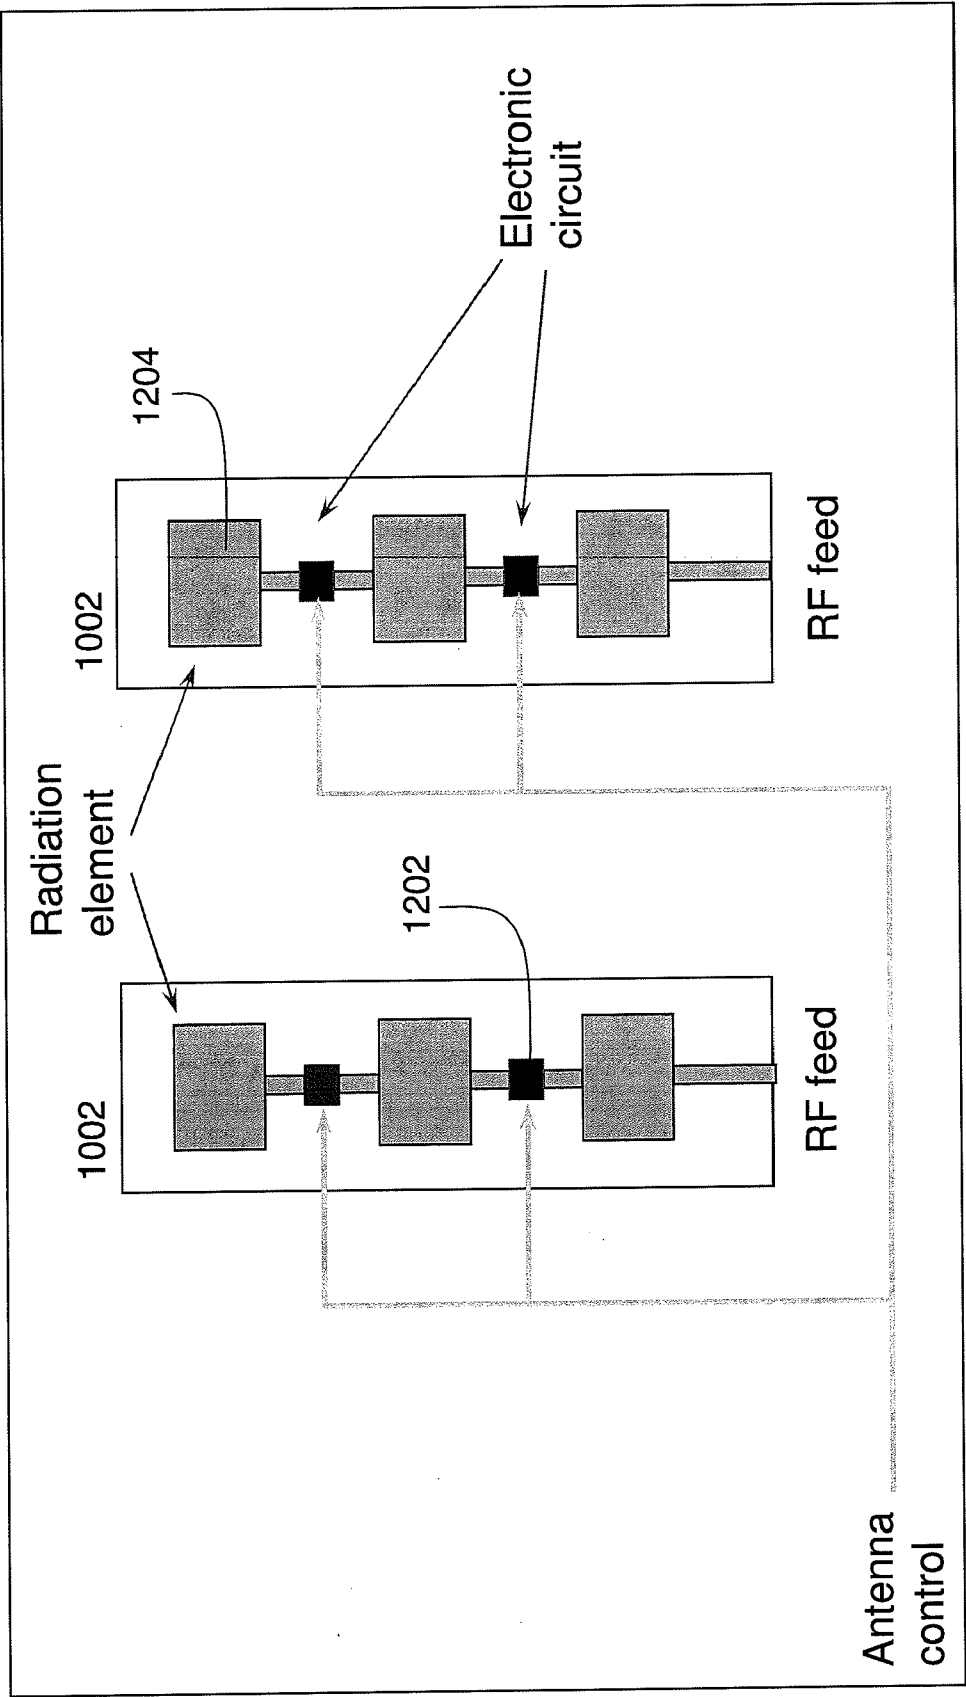 Radiation
element
1002
1002
1204
1202
Electronic
circuit
RF feed
RF feed
Antenna
control